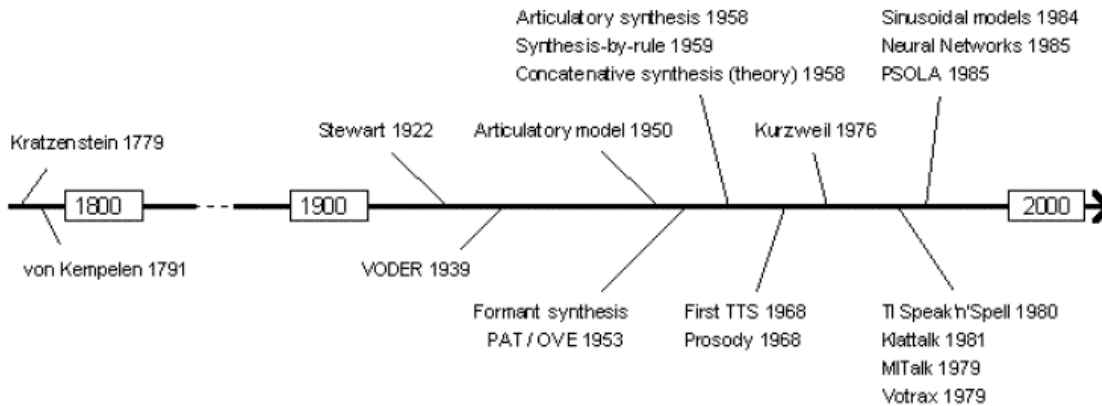 Articulatory synthesis 1958
Synthesis-by-rule 1959
Concatenative synthesis (theory) 1958
Sinusoidal models 1984
Neural Networks 1985
PSOLA 1985
Kratzenstein 1779
Stewart 1922
Articulatory model 1950
Kurzweil 1976
1800
1900
2000
von Kempelen 1791
VODER 1939
Formant synthesis
PAT / OVE 1953
First TTS 1968
Prosody 1968
TI Speak'n'Spell 1980
Klattalk 1981
MITalk 1979
Votrax 1979